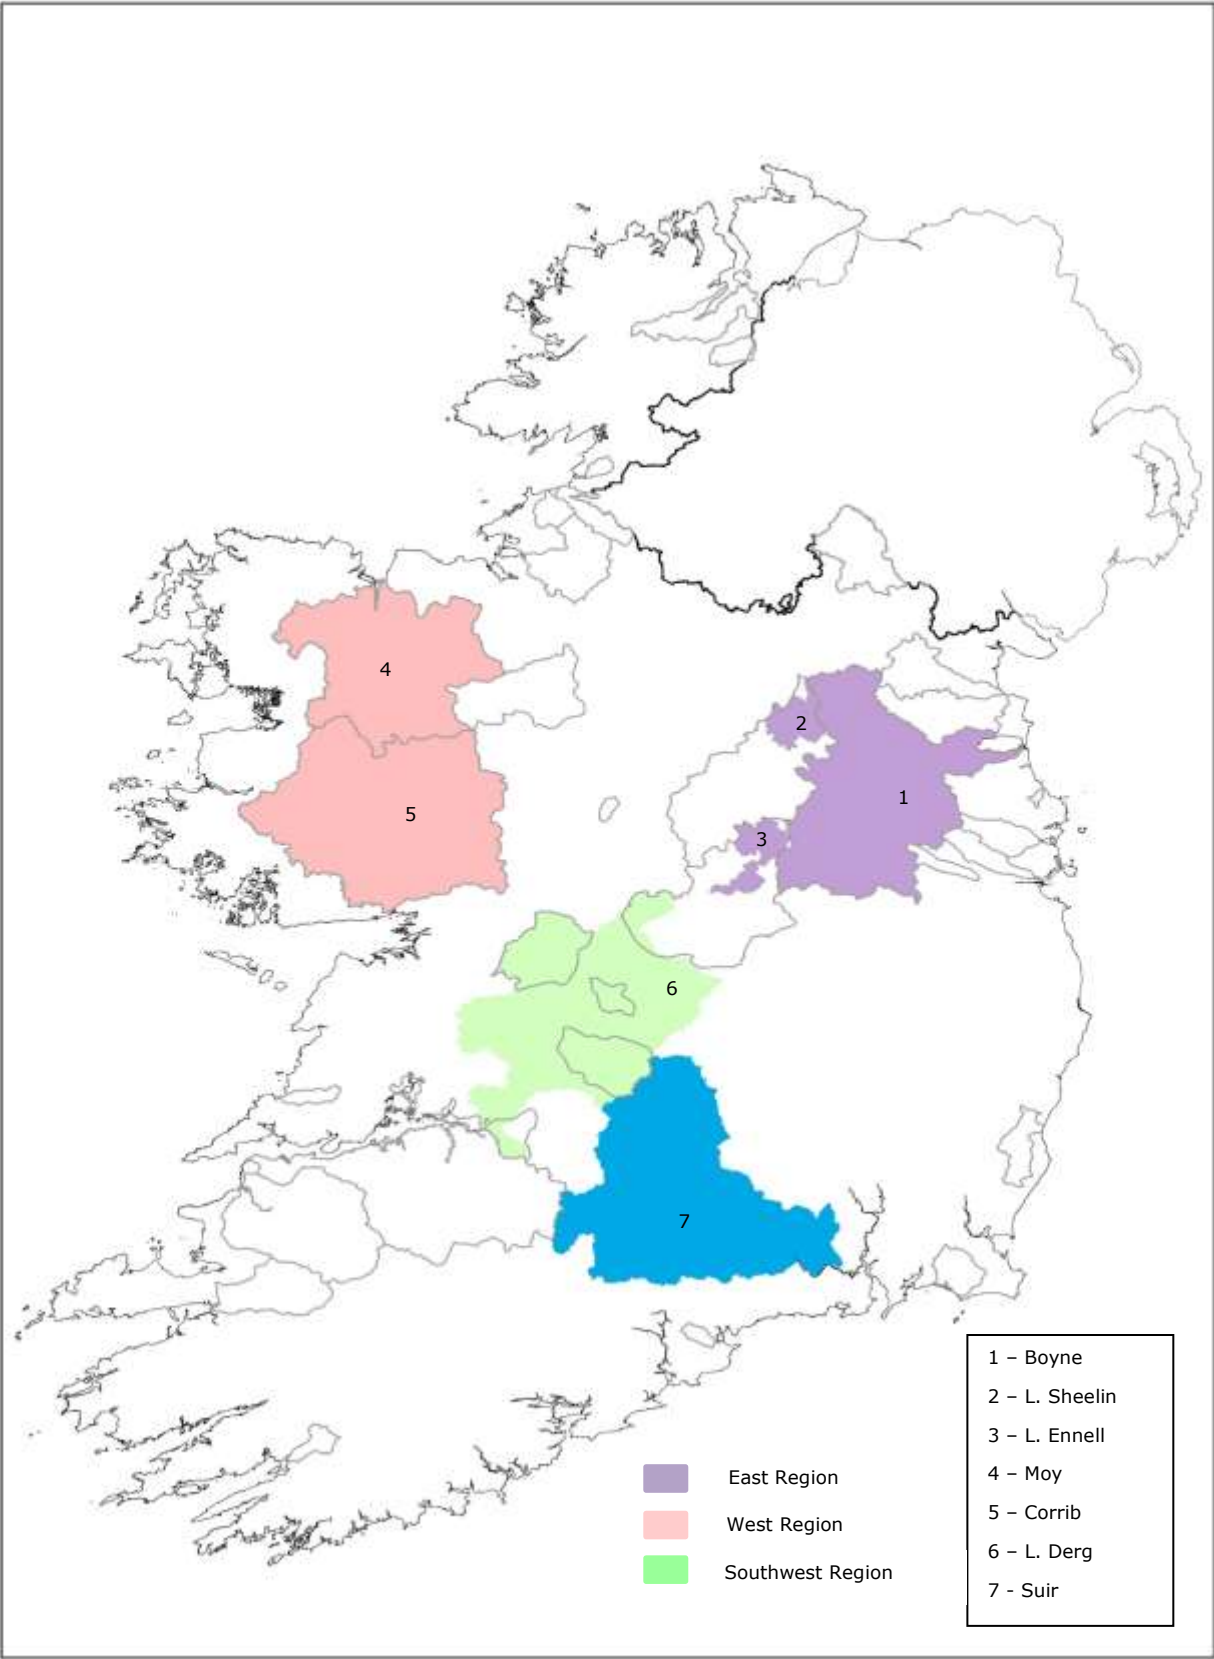 4
2
1
5
3
6
7
1 – Boyne
2 – L. Sheelin
3 – L. Ennell
4 – Moy
5 – Corrib
6 – L. Derg
7 - Suir
East Region
West Region
Southwest Region